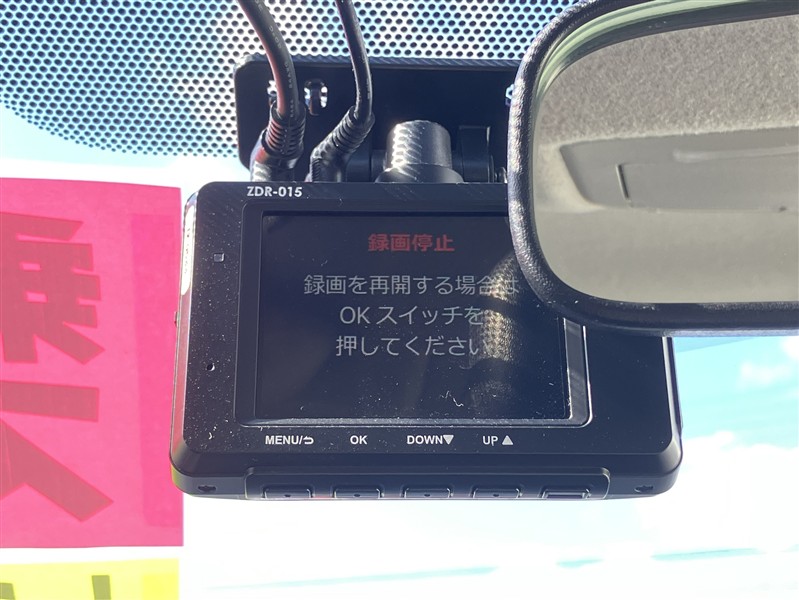 ZDR-015
録画停止
録画を再開する場合は
OKスイッチを
押してください
MENU/⮌ OK DOWN▼ UP▲